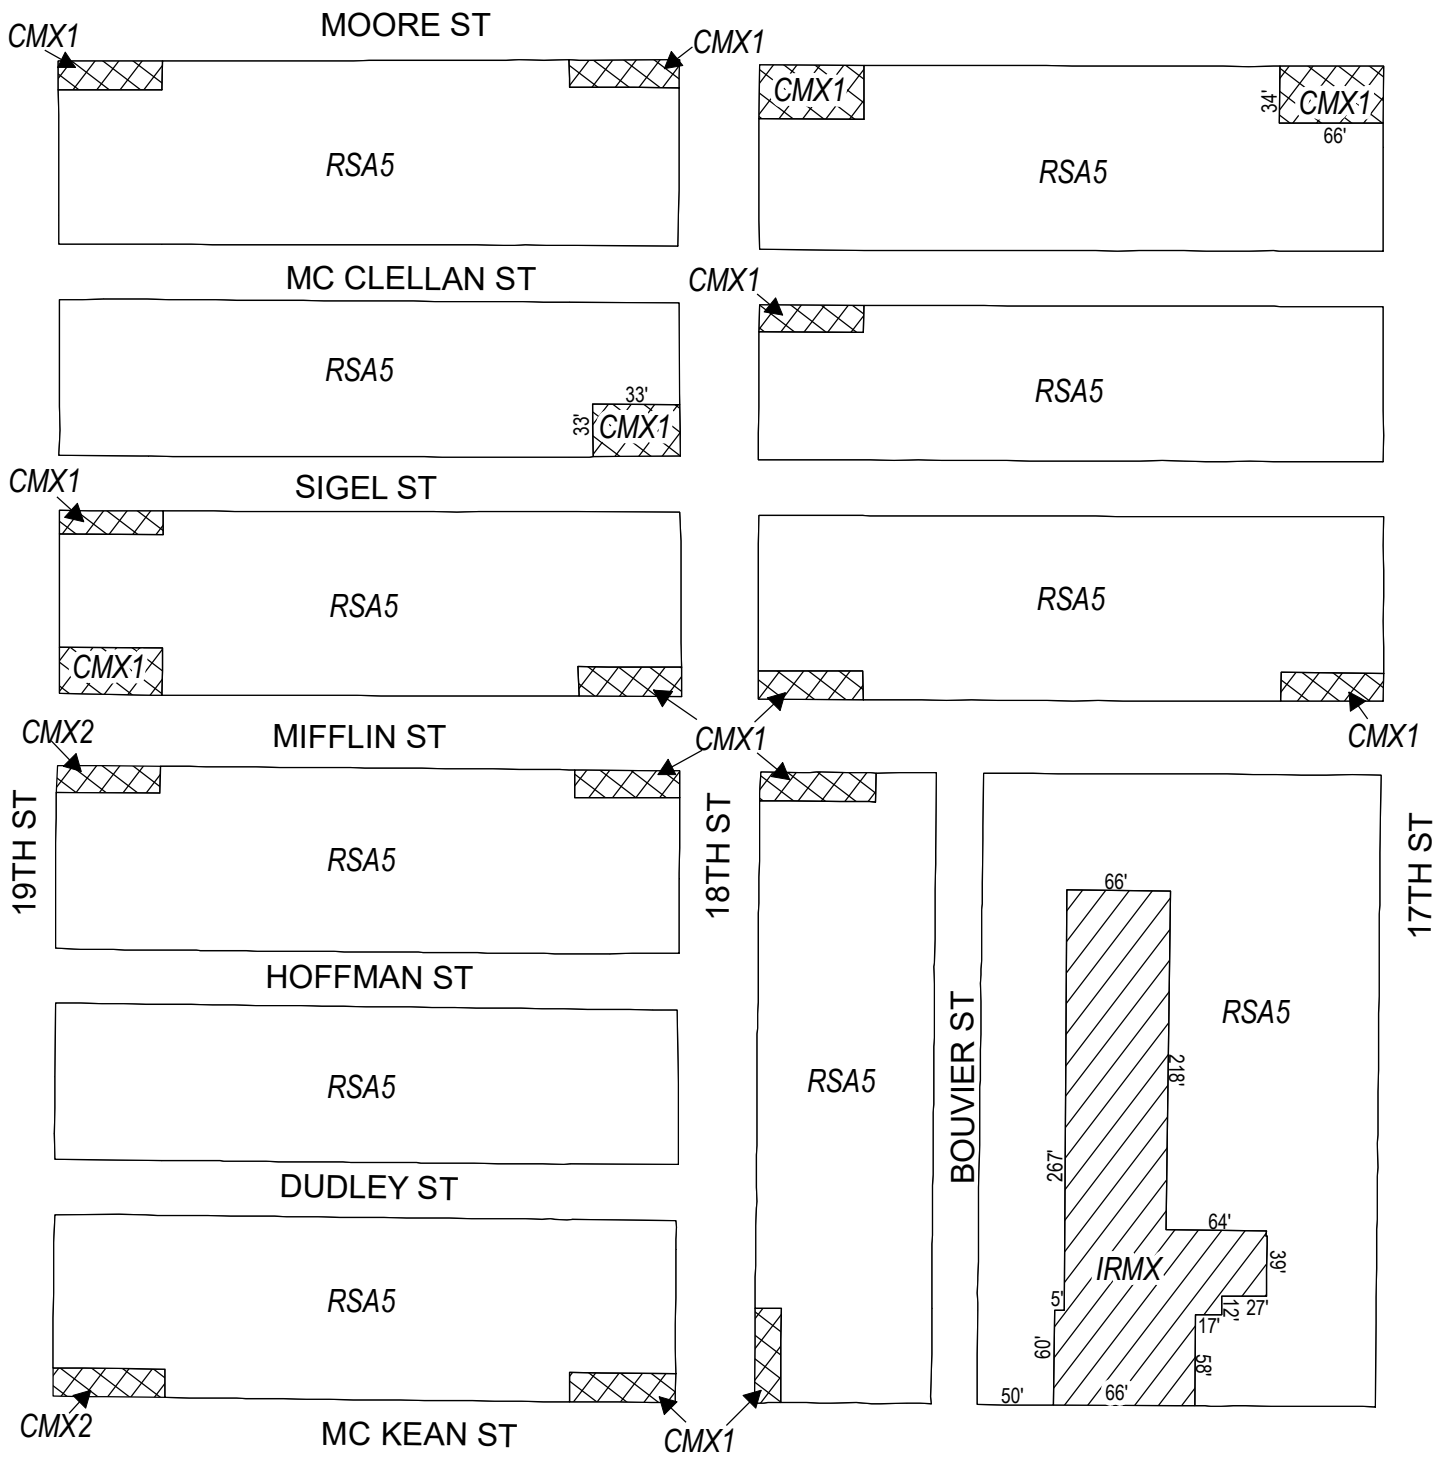 MOORE ST
CMX1
CMX1
CMX1
34'
CMX1
66'
RSA5
RSA5
MC CLELLAN ST
CMX1
RSA5
33'
33'
CMX1
RSA5
CMX1
SIGEL ST
RSA5
RSA5
CMX1
CMX2
MIFFLIN ST
CMX1
CMX1
19TH ST
RSA5
18TH ST
17TH ST
66'
HOFFMAN ST
RSA5
218'
RSA5
RSA5
BOUVIER ST
267'
DUDLEY ST
64'
39'
IRMX
RSA5
5'
27'
12'
17'
60'
58'
50'
66'
CMX2
MC KEAN ST
CMX1